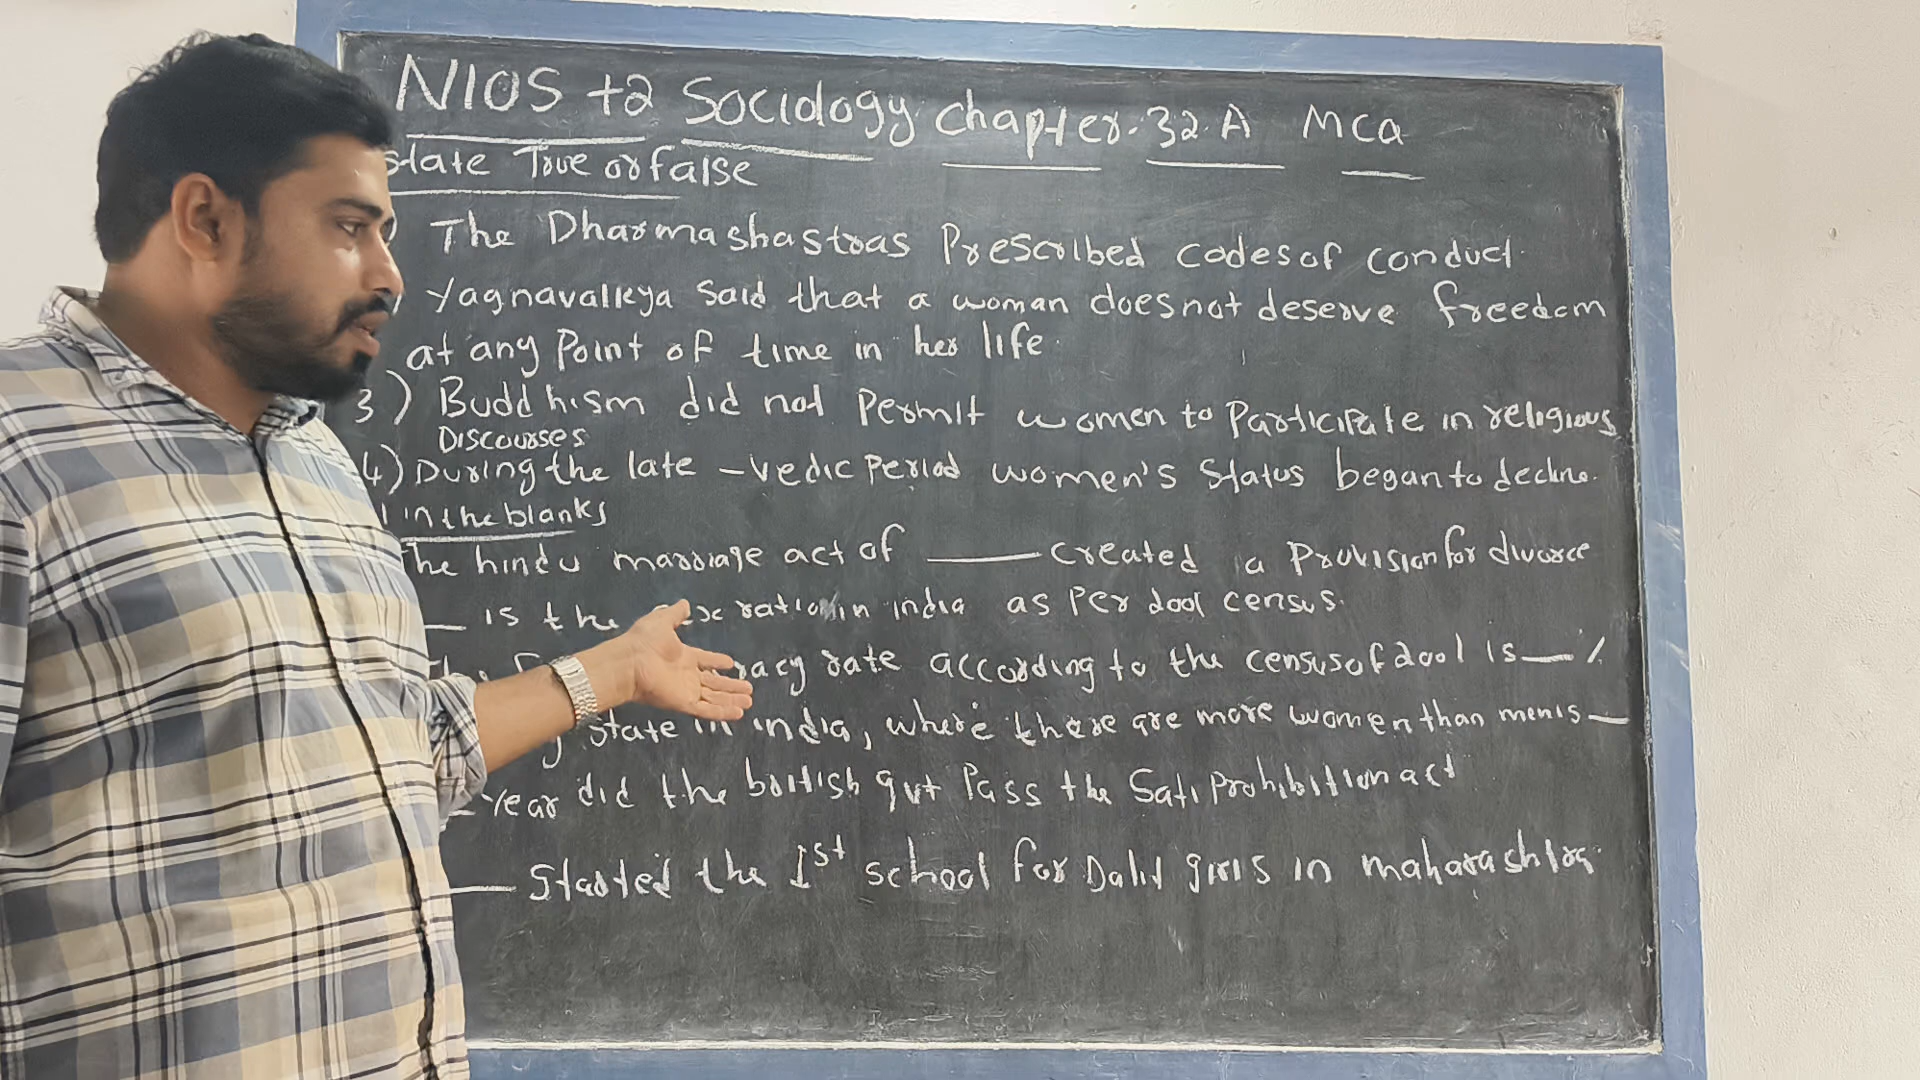 NIOS +2 Sociology Chapter. 32. A MCQ
state True or false
The Dharmashastras Prescribed codes of conduct.
Yagnavalkya said that a woman does not deserve freedom
at any Point of time in her life.
3) Buddhism did not Permit women to Participate in religious
Discourses
4) During the late - vedic Period women's status began to decline.
in the blanks
The hindu marriage act of ____ created a Provision for divorce
__ is the ratio in india as per 2001 census.
racy rate according to the census of 2001 is __ %
state in india, where there are more women than men is __
_ year did the british gvt Pass the Sati Prohibition act
____ Started the 1st school for Dalit girls in maharashtra.